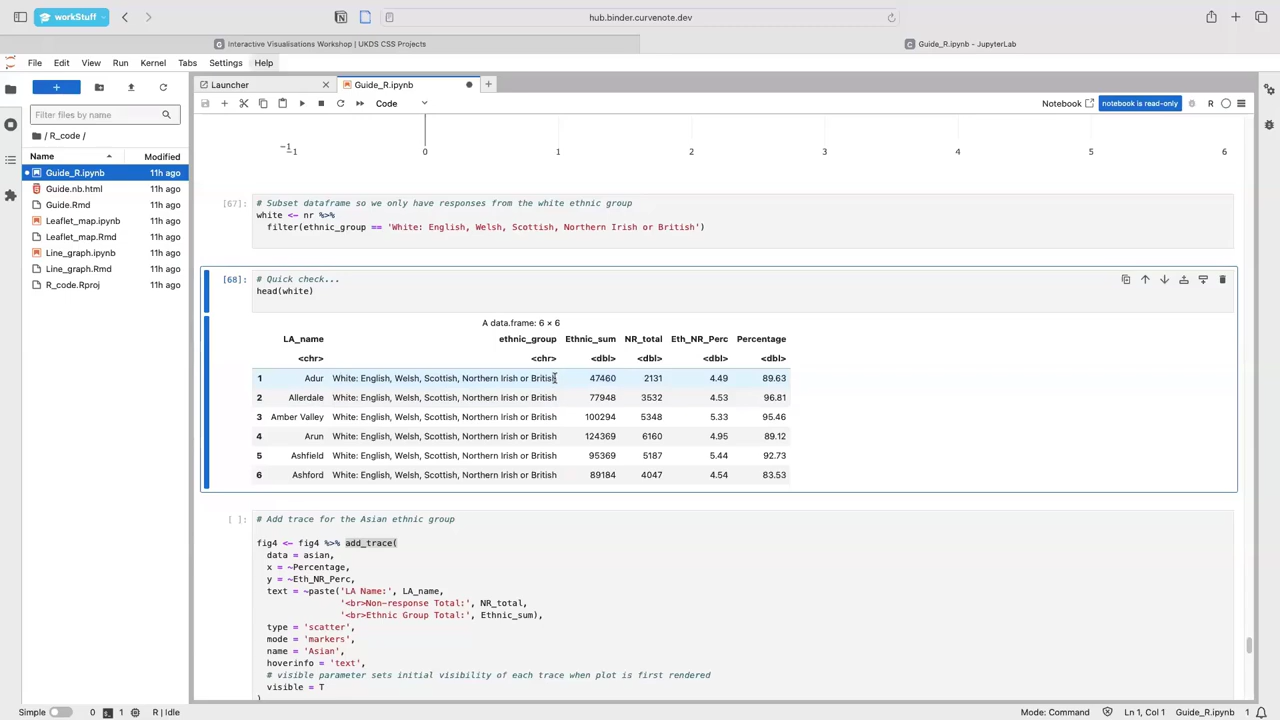 workStuff
hub.binder.curvenote.dev
Interactive Visualisations Workshop | UKDS CSS Projects
Guide_R.ipynb - JupyterLab
File Edit View Run Kernel Tabs Settings Help
Launcher
Guide_R.ipynb
Code
Notebook
notebook is read-only
R
Filter files by name
/ R_code /
Name Modified
Guide_R.ipynb 11h ago
Guide.nb.html 11h ago
Guide.Rmd 11h ago
Leaflet_map.ipynb 11h ago
Leaflet_map.Rmd 11h ago
Line_graph.ipynb 11h ago
Line_graph.Rmd 11h ago
R_code.Rproj 11h ago
−1
−1 0 1 2 3 4 5 6
[67]: # Subset dataframe so we only have responses from the white ethnic group
white <- nr %>%
filter(ethnic_group == 'White: English, Welsh, Scottish, Northern Irish or British')
[68]: # Quick check...
head(white)
A data.frame: 6 × 6
LA_name ethnic_group Ethnic_sum NR_total Eth_NR_Perc Percentage
<chr> <chr> <dbl> <dbl> <dbl> <dbl>
1 Adur White: English, Welsh, Scottish, Northern Irish or British 47460 2131 4.49 89.63
2 Allerdale White: English, Welsh, Scottish, Northern Irish or British 77948 3532 4.53 96.81
3 Amber Valley White: English, Welsh, Scottish, Northern Irish or British 100294 5348 5.33 95.46
4 Arun White: English, Welsh, Scottish, Northern Irish or British 124369 6160 4.95 89.12
5 Ashfield White: English, Welsh, Scottish, Northern Irish or British 95369 5187 5.44 92.73
6 Ashford White: English, Welsh, Scottish, Northern Irish or British 89184 4047 4.54 83.53
[ ]: # Add trace for the Asian ethnic group
fig4 <- fig4 %>% add_trace(
data = asian,
x = ~Percentage,
y = ~Eth_NR_Perc,
text = ~paste('LA Name:', LA_name,
'<br>Non-response Total:', NR_total,
'<br>Ethnic Group Total:', Ethnic_sum),
type = 'scatter',
mode = 'markers',
name = 'Asian',
hoverinfo = 'text',
# visible parameter sets initial visibility of each trace when plot is first rendered
visible = T
)
Simple 0 1 R | Idle
Mode: Command Ln 1, Col 1 Guide_R.ipynb 1